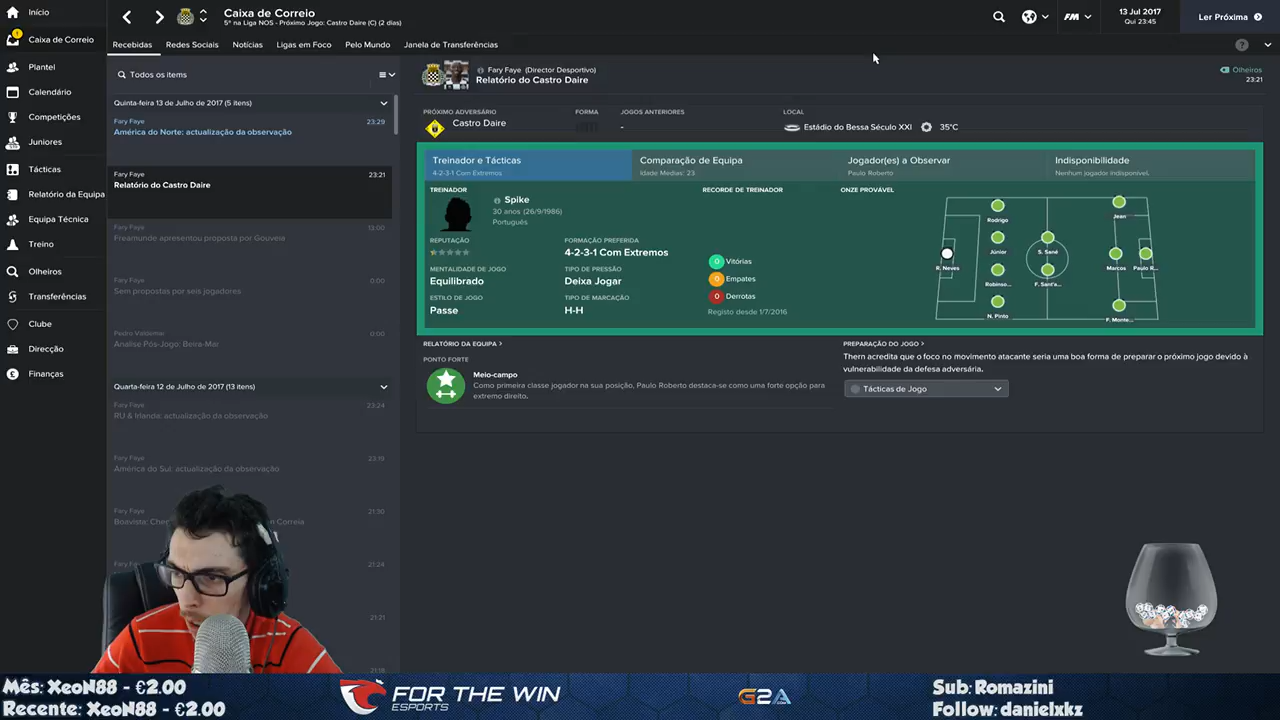 Início
Caixa de Correio
Plantel
Calendário
Competições
Juniores
Tácticas
Relatório da Equipa
Equipa Técnica
Treino
Olheiros
Transferências
Clube
Direcção
Finanças
Caixa de Correio
5º na Liga NOS - Próximo Jogo: Castro Daire (C) (2 dias)
FM
13 Jul 2017
Qui 23:45
Ler Próxima
Recebidas Redes Sociais Notícias Ligas em Foco Pelo Mundo Janela de Transferências
Todos os items
Quinta-feira 13 de Julho de 2017 (5 itens)
Fary Faye 23:29
América do Norte: actualização da observação
Fary Faye 23:21
Relatório do Castro Daire
Fary Faye 13:00
Freamunde apresentou proposta por Gouveia
Fary Faye 0:00
Sem propostas por seis jogadores
Pedro Valdemar 0:00
Análise Pós-Jogo: Beira-Mar
Quarta-feira 12 de Julho de 2017 (13 itens)
Fary Faye 23:24
RU & Irlanda: actualização da observação
Fary Faye 23:19
América do Sul: actualização da observação
Fary Faye 21:30
21:24
21:21
21:18
Fary Faye (Director Desportivo)
Relatório do Castro Daire
Olheiros
23:21
PRÓXIMO ADVERSÁRIO FORMA JOGOS ANTERIORES LOCAL
Castro Daire - Estádio do Bessa Século XXI 35°C
Treinador e Tácticas Comparação de Equipa Jogador(es) a Observar Indisponibilidade
4-2-3-1 Com Extremos Idade Medias: 23 Paulo Roberto Nenhum jogador indisponível.
TREINADOR RECORDE DE TREINADOR ONZE PROVÁVEL
Spike
30 anos (26/9/1986)
Português
REPUTAÇÃO FORMAÇÃO PREFERIDA
4-2-3-1 Com Extremos
MENTALIDADE DE JOGO TIPO DE PRESSÃO
Equilibrado Deixa Jogar
ESTILO DE JOGO TIPO DE MARCAÇÃO
Passe H-H
0 Vitórias
0 Empates
0 Derrotas
Registo desde 1/7/2016
Rodrigo
Jean
Júnior
S. Sané
R. Neves
Marcos
Paulo R...
Robinso...
F. Sant'a...
N. Pinto
F. Monte...
RELATÓRIO DA EQUIPA >
PONTO FORTE
Meio-campo
Como primeira classe jogador na sua posição, Paulo Roberto destaca-se como uma forte opção para
extremo direito.
PREPARAÇÃO DO JOGO >
Thern acredita que o foco no movimento atacante seria uma boa forma de preparar o próximo jogo devido à
vulnerabilidade da defesa adversária.
Tácticas de Jogo
Mês: XeoN88 - €2.00
Recente: XeoN88 - €2.00
FOR THE WIN
ESPORTS
G2A
Sub: Romazini
Follow: danielxkz